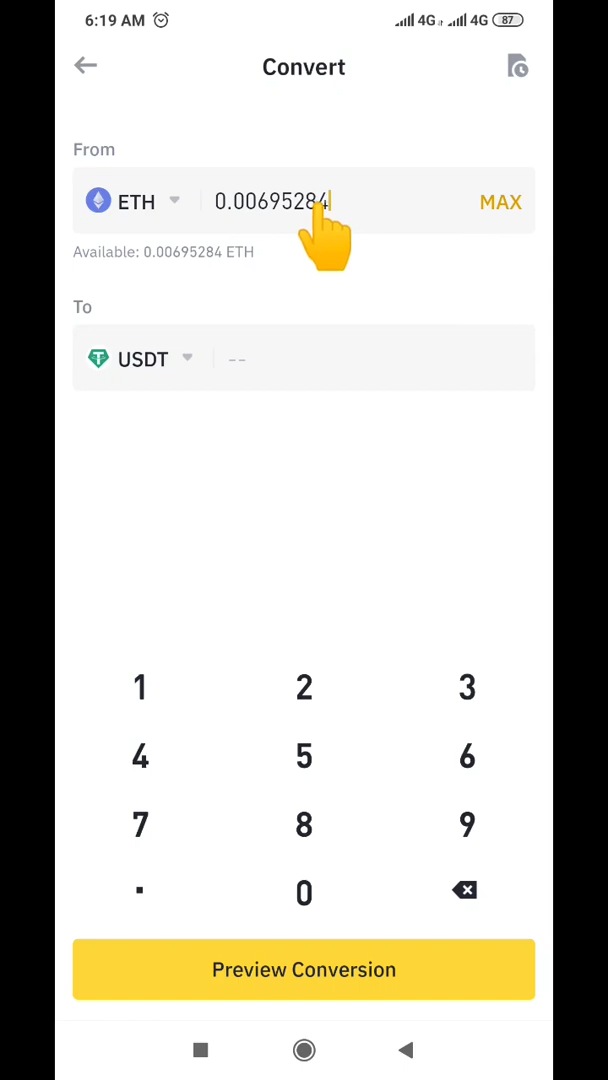 6:19 AM 4G 4G 87
Convert
From
ETH 0.00695284 MAX
Available: 0.00695284 ETH
To
USDT --
1 2 3
4 5 6
7 8 9
. 0
Preview Conversion